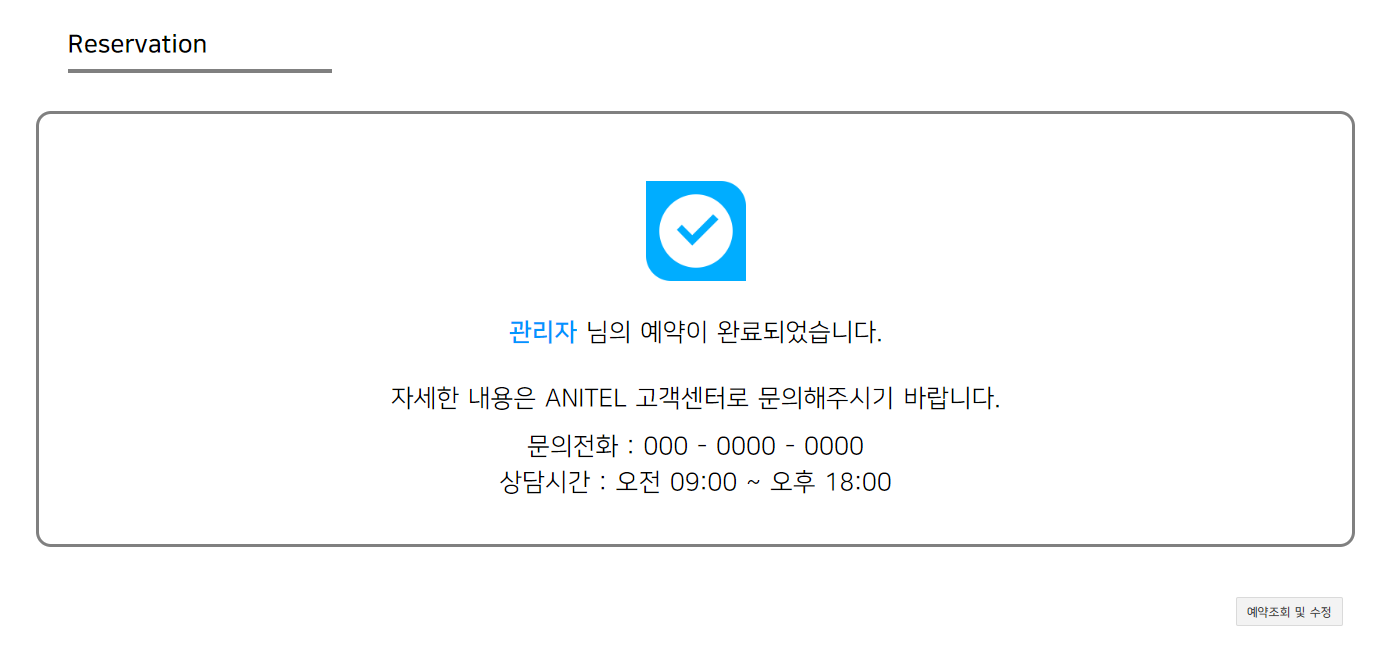 Reservation
관리자 님의 예약이 완료되었습니다.
자세한 내용은 ANITEL 고객센터로 문의해주시기 바랍니다.
문의전화 : 000 - 0000 - 0000
상담시간 : 오전 09:00 ~ 오후 18:00
예약조회 및 수정